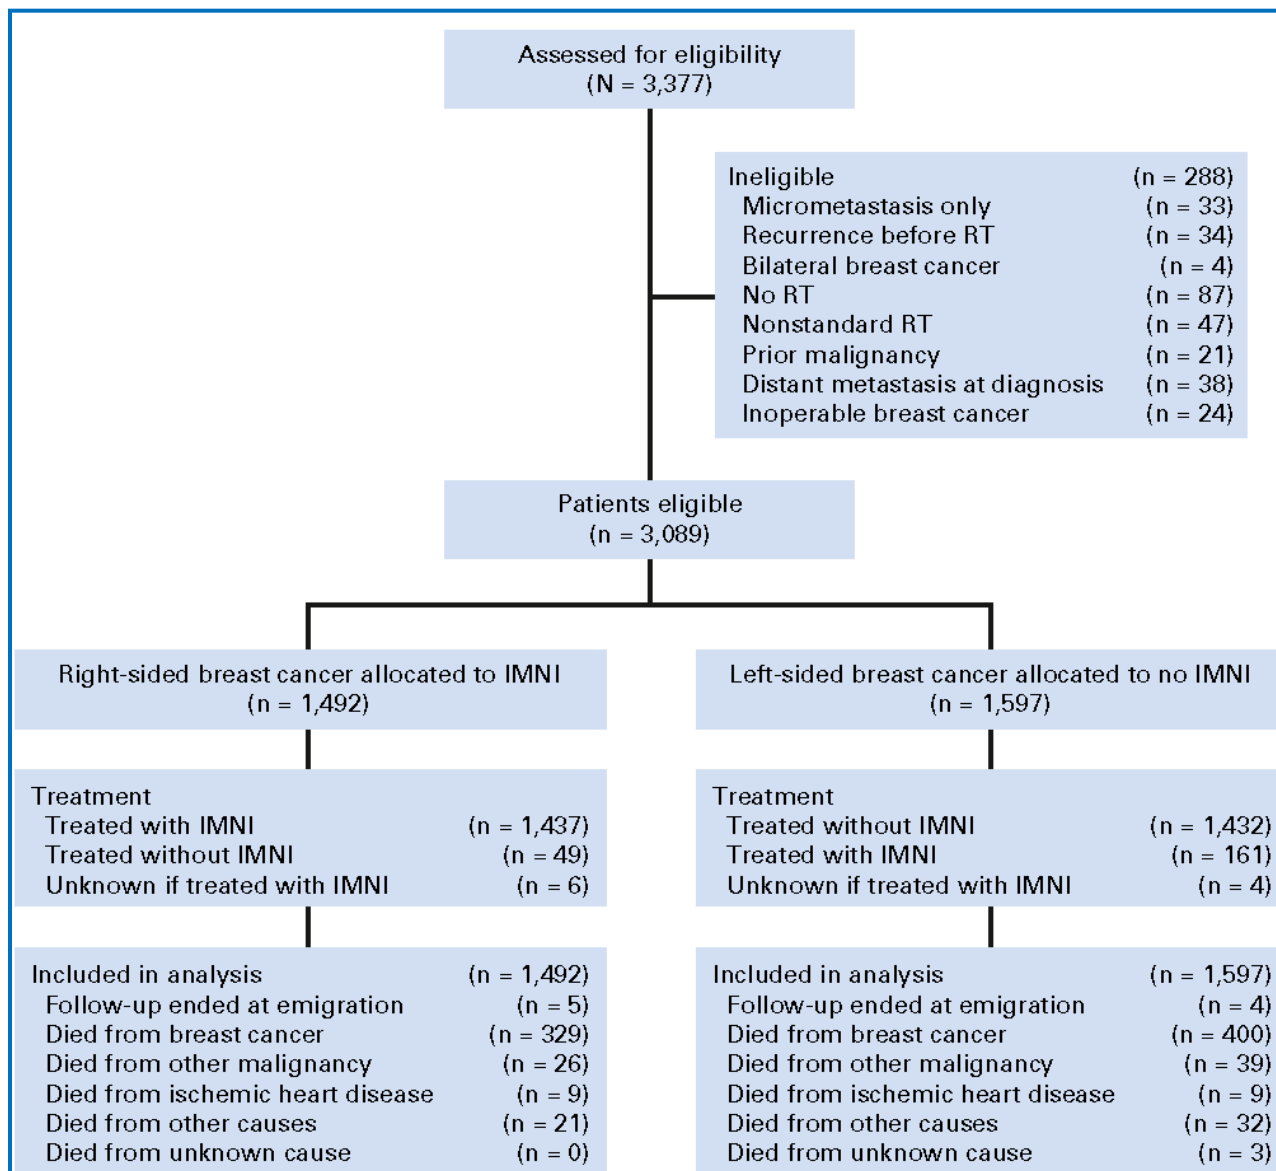 Assessed for eligibility
(N = 3,377)
Ineligible (n = 288)
Micrometastasis only (n = 33)
Recurrence before RT (n = 34)
Bilateral breast cancer (n = 4)
No RT (n = 87)
Nonstandard RT (n = 47)
Prior malignancy (n = 21)
Distant metastasis at diagnosis (n = 38)
Inoperable breast cancer (n = 24)
Patients eligible
(n = 3,089)
Right-sided breast cancer allocated to IMNI
(n = 1,492)
Treatment
Treated with IMNI (n = 1,437)
Treated without IMNI (n = 49)
Unknown if treated with IMNI (n = 6)
Included in analysis (n = 1,492)
Follow-up ended at emigration (n = 5)
Died from breast cancer (n = 329)
Died from other malignancy (n = 26)
Died from ischemic heart disease (n = 9)
Died from other causes (n = 21)
Died from unknown cause (n = 0)
Left-sided breast cancer allocated to no IMNI
(n = 1,597)
Treatment
Treated without IMNI (n = 1,432)
Treated with IMNI (n = 161)
Unknown if treated with IMNI (n = 4)
Included in analysis (n = 1,597)
Follow-up ended at emigration (n = 4)
Died from breast cancer (n = 400)
Died from other malignancy (n = 39)
Died from ischemic heart disease (n = 9)
Died from other causes (n = 32)
Died from unknown cause (n = 3)